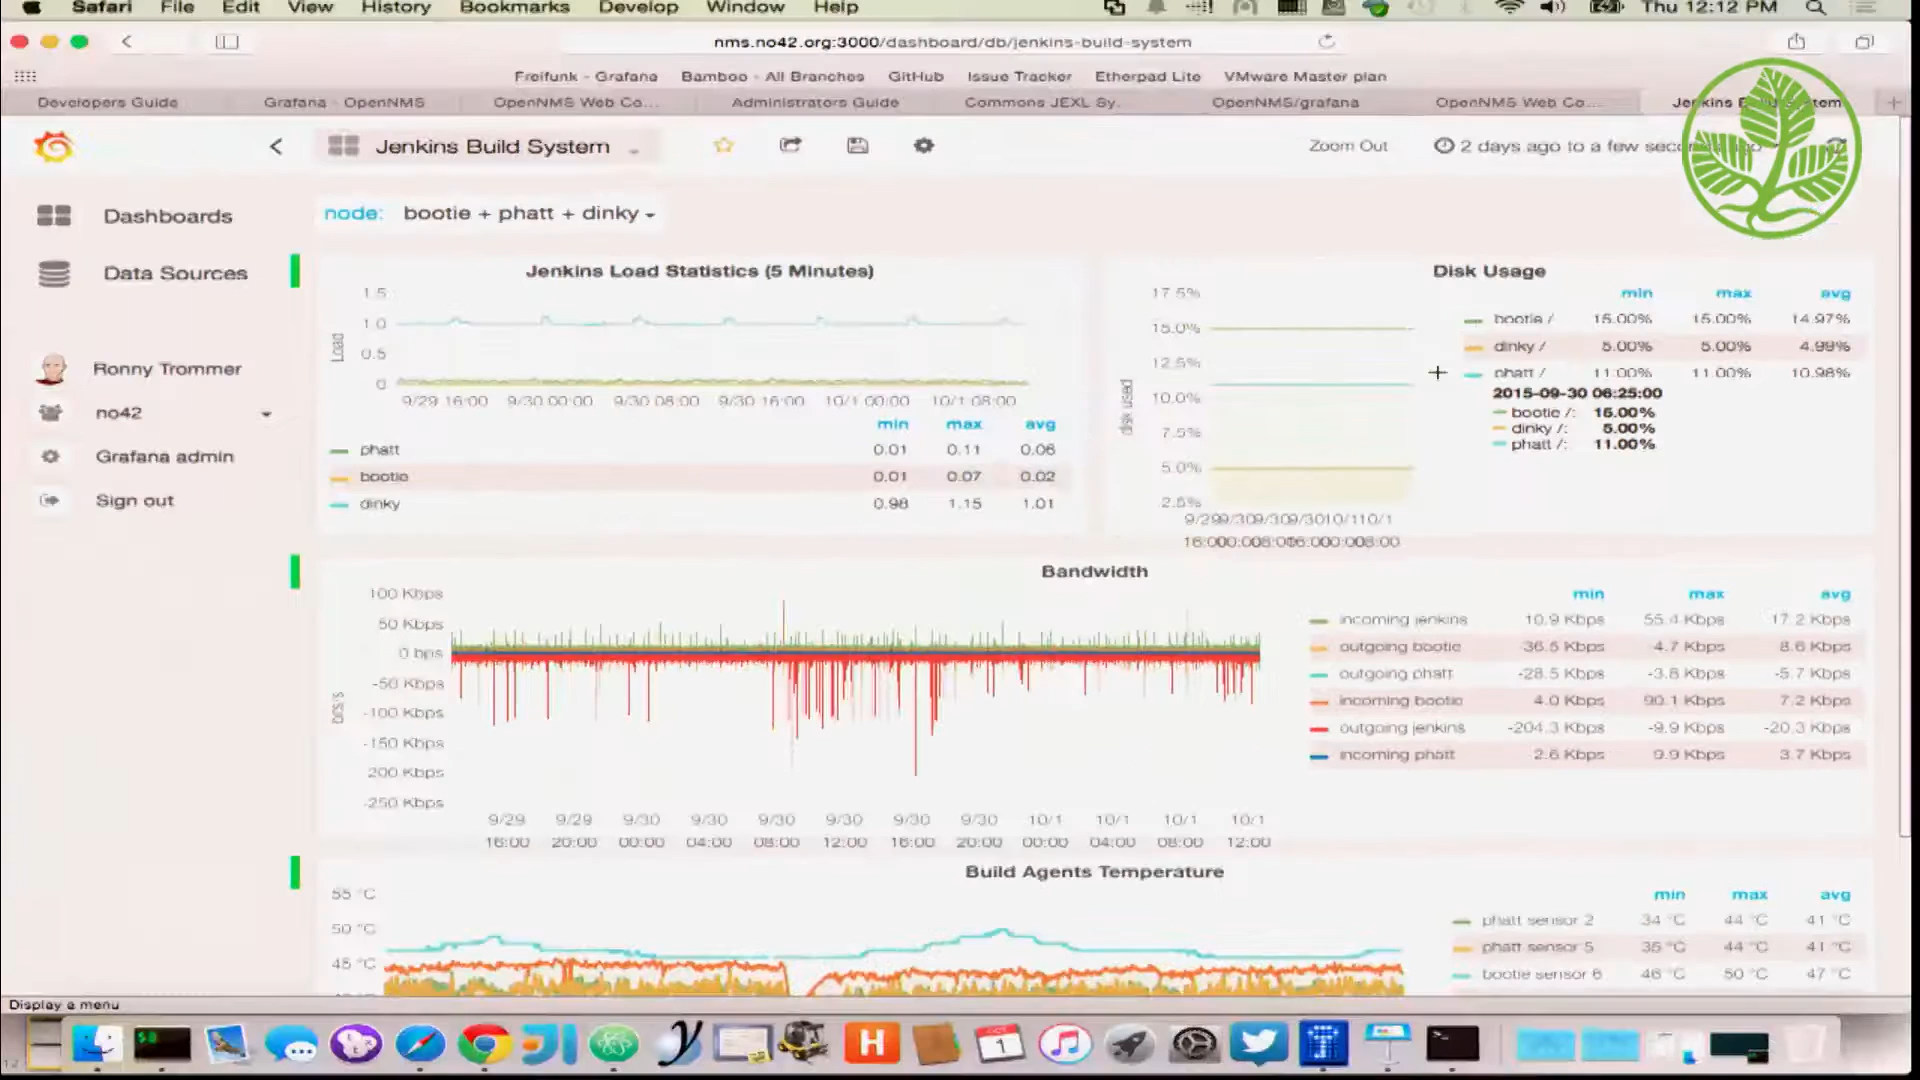 Safari File Edit View History Bookmarks Develop Window Help Thu 12:12 PM
nms.no42.org:3000/dashboard/db/jenkins-build-system
Freifunk - Grafana Bamboo - All Branches GitHub Issue Tracker Etherpad Lite VMware Master plan
Developers Guide Grafana - OpenNMS OpenNMS Web Co... Administrators Guide Commons JEXL Sy. OpenNMS/grafana OpenNMS Web Co...
Jenkins Build System Zoom Out 2 days ago to a few
Dashboards
Data Sources
Ronny Trommer
no42
Grafana admin
Sign out
node: bootie + phatt + dinky
Jenkins Load Statistics (5 Minutes)
1.5
1.0
0.5
0
Load
9/29 16:00 9/30 00:00 9/30 08:00 9/30 16:00 10/1 00:00 10/1 08:00
min max avg
phatt 0.01 0.11 0.06
bootie 0.01 0.07 0.02
dinky 0.98 1.15 1.01
Disk Usage
17.5%
15.0%
12.5%
10.0%
7.5%
5.0%
2.5%
disk used
min max avg
bootie / 15.00% 15.00% 14.97%
dinky / 5.00% 5.00% 4.99%
phatt / 11.00% 11.00% 10.98%
2015-09-30 06:25:00
bootie /: 15.00%
dinky /: 5.00%
phatt /: 11.00%
Bandwidth
100 Kbps
50 Kbps
0 bps
-50 Kbps
-100 Kbps
-150 Kbps
200 Kbps
-250 Kbps
9/29 9/29 9/30 9/30 9/30 9/30 9/30 9/30 10/1 10/1 10/1 10/1
16:00 20:00 00:00 04:00 08:00 12:00 16:00 20:00 00:00 04:00 08:00 12:00
min max avg
incoming jenkins 10.9 Kbps 55.4 Kbps 17.2 Kbps
outgoing bootie 36.5 Kbps 4.7 Kbps 8.6 Kbps
outgoing phatt -28.5 Kbps -3.8 Kbps -5.7 Kbps
incoming bootie 4.0 Kbps 90.1 Kbps 7.2 Kbps
outgoing jenkins -204.3 Kbps -9.9 Kbps -20.3 Kbps
incoming phatt 2.6 Kbps 9.9 Kbps 3.7 Kbps
Build Agents Temperature
55 °C
50 °C
45 °C
min max avg
phatt sensor 2 34 °C 44 °C 41 °C
phatt sensor 5 35 °C 44 °C 41 °C
bootie sensor 6 46 °C 50 °C 47 °C
Display a menu